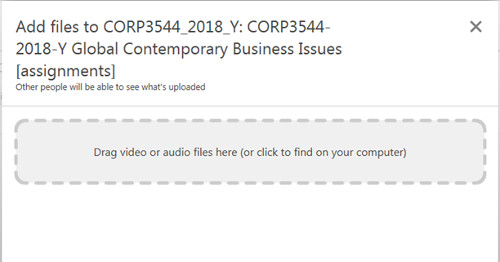 Add files to CORP3544_2018_Y: CORP3544-
2018-Y Global Contemporary Business Issues
[assignments]
Other people will be able to see what's uploaded
Drag video or audio files here (or click to find on your computer)